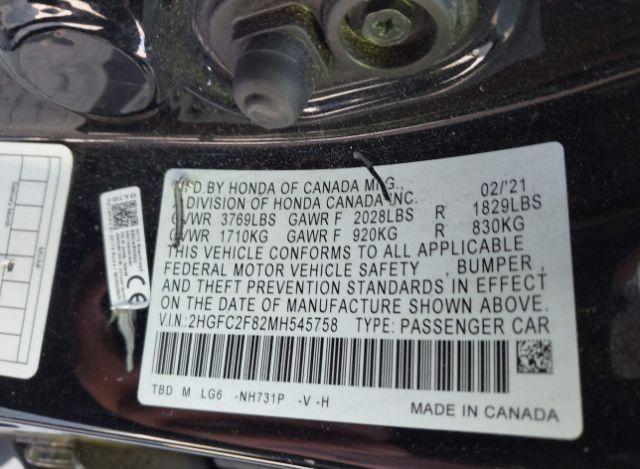 MFD.BY HONDA OF CANADA MFG., 02/'21
A DIVISION OF HONDA CANADA INC.
GVWR 3769LBS GAWR F 2028LBS R 1829LBS
GVWR 1710KG GAWR F 920KG R 830KG
THIS VEHICLE CONFORMS TO ALL APPLICABLE
FEDERAL MOTOR VEHICLE SAFETY , BUMPER ,
AND THEFT PREVENTION STANDARDS IN EFFECT
ON THE DATE OF MANUFACTURE SHOWN ABOVE.
V.I.N.:2HGFC2F82MH545758 TYPE: PASSENGER CAR
TBD M LG6 -NH731P -V -H
MADE IN CANADA
Delivery Month